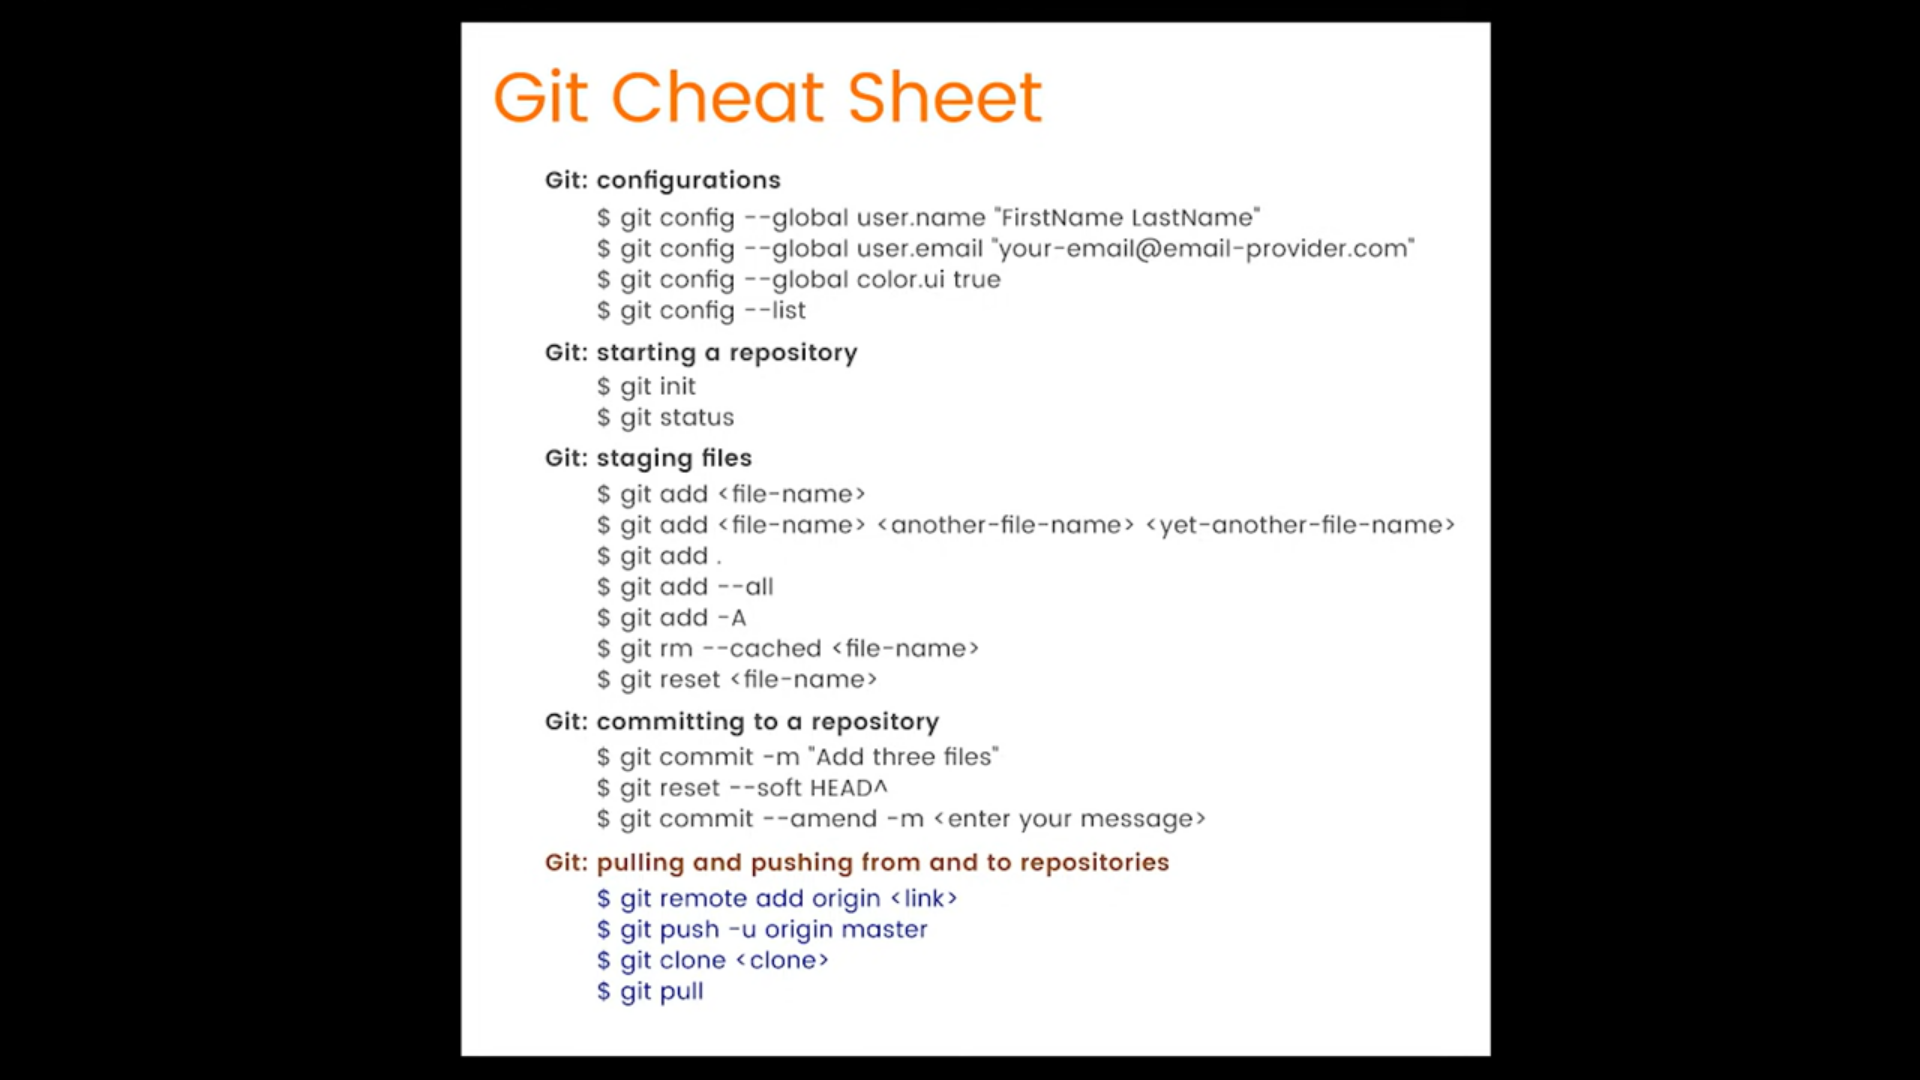 Git Cheat Sheet
Git: configurations
$ git config --global user.name "FirstName LastName"
$ git config --global user.email "your-email@email-provider.com"
$ git config --global color.ui true
$ git config --list
Git: starting a repository
$ git init
$ git status
Git: staging files
$ git add <file-name>
$ git add <file-name> <another-file-name> <yet-another-file-name>
$ git add .
$ git add --all
$ git add -A
$ git rm --cached <file-name>
$ git reset <file-name>
Git: committing to a repository
$ git commit -m "Add three files"
$ git reset --soft HEAD^
$ git commit --amend -m <enter your message>
Git: pulling and pushing from and to repositories
$ git remote add origin <link>
$ git push -u origin master
$ git clone <clone>
$ git pull